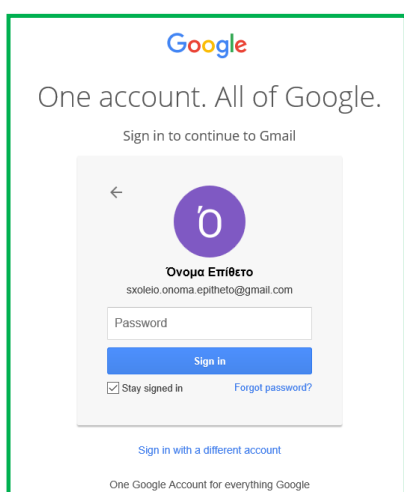 Google
One account. All of Google.
Sign in to continue to Gmail
Ό
Όνομα Επίθετο
sxoleio.onoma.epitheto@gmail.com
Password
Sign in
Stay signed in Forgot password?
Sign in with a different account
One Google Account for everything Google